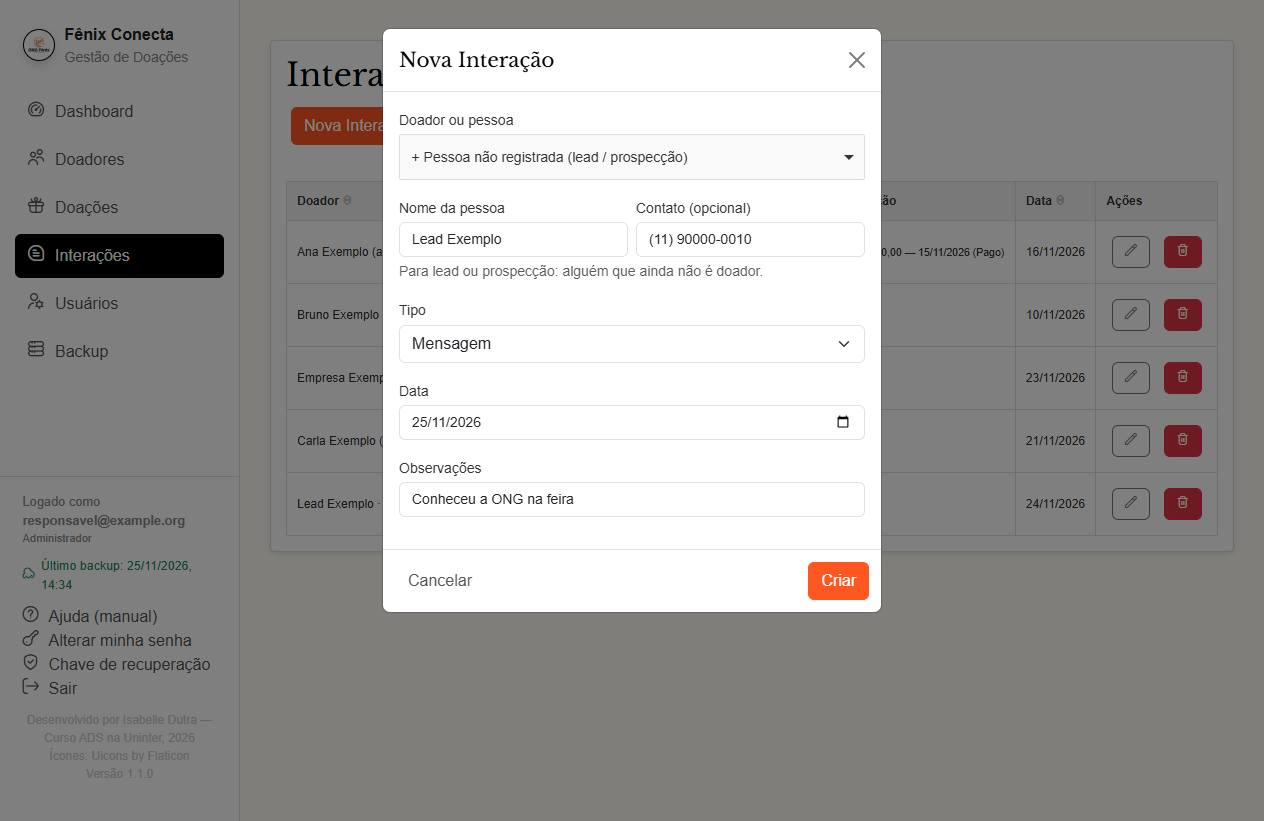 Fênix Conecta
Gestão de Doações
Dashboard
Doadores
Doações
Interações
Usuários
Backup
Logado como
responsavel@example.org
Administrador
Último backup: 25/11/2026,
14:34
Ajuda (manual)
Alterar minha senha
Chave de recuperação
Sair
Desenvolvido por Isabelle Dutra —
Curso ADS na Uninter, 2026
Ícones: Uicons by Flaticon
Versão 1.1.0
Nova Interação
Doador ou pessoa
+ Pessoa não registrada (lead / prospecção)
Nome da pessoa Contato (opcional)
Lead Exemplo (11) 90000-0010
Para lead ou prospecção: alguém que ainda não é doador.
Tipo
Mensagem
Data
25/11/2026
Observações
Conheceu a ONG na feira
Cancelar Criar
Intera
Nova Intera
Doador ão Data Ações
Ana Exemplo (a 0,00 — 15/11/2026 (Pago) 16/11/2026
Bruno Exemplo 10/11/2026
Empresa Exemp 23/11/2026
Carla Exemplo ( 21/11/2026
Lead Exemplo - 24/11/2026